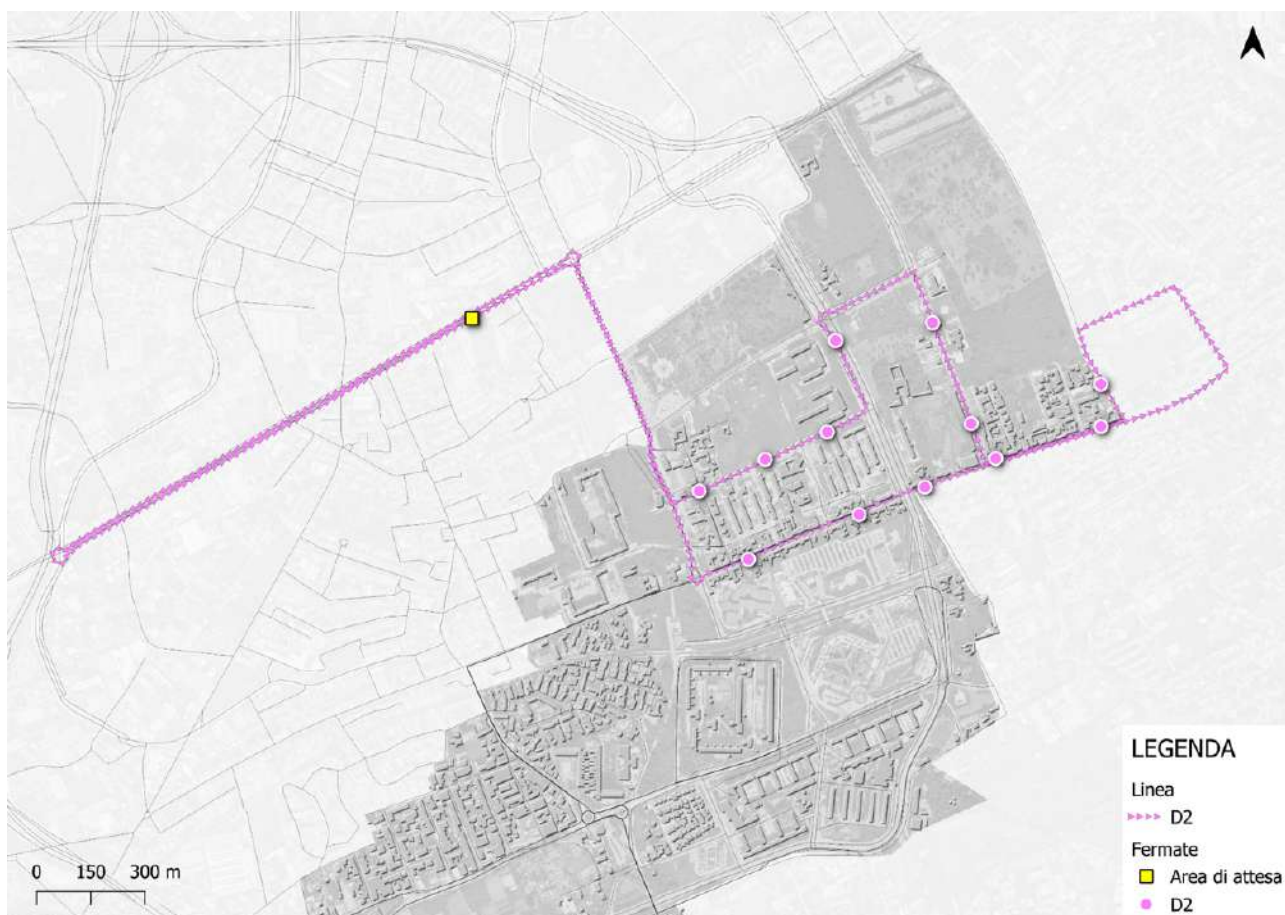 LEGENDA
Linea
D2
Fermate
Area di attesa
D2
0 150 300 m